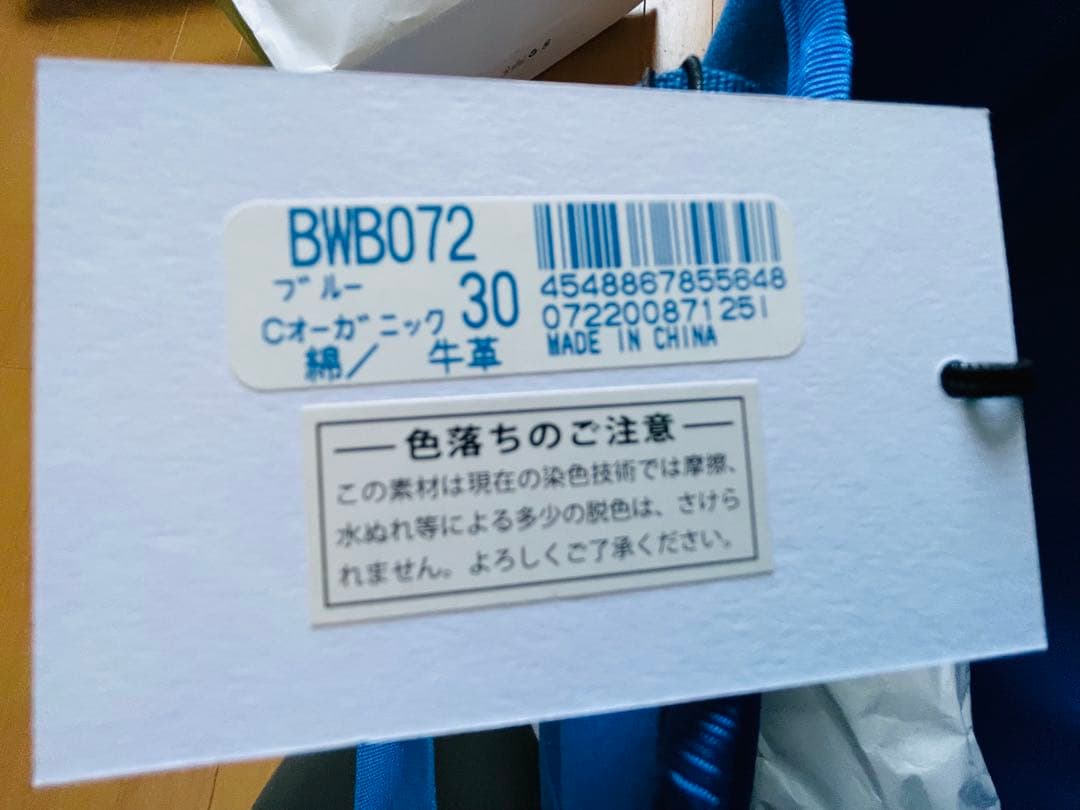 BWB072
ブルー
30
Cオーガニック
綿／ 牛革
4548867855648
072200871251
MADE IN CHINA
色落ちのご注意
この素材は現在の染色技術では摩擦、
水ぬれ等による多少の脱色は、さけら
れません。よろしくご了承ください。